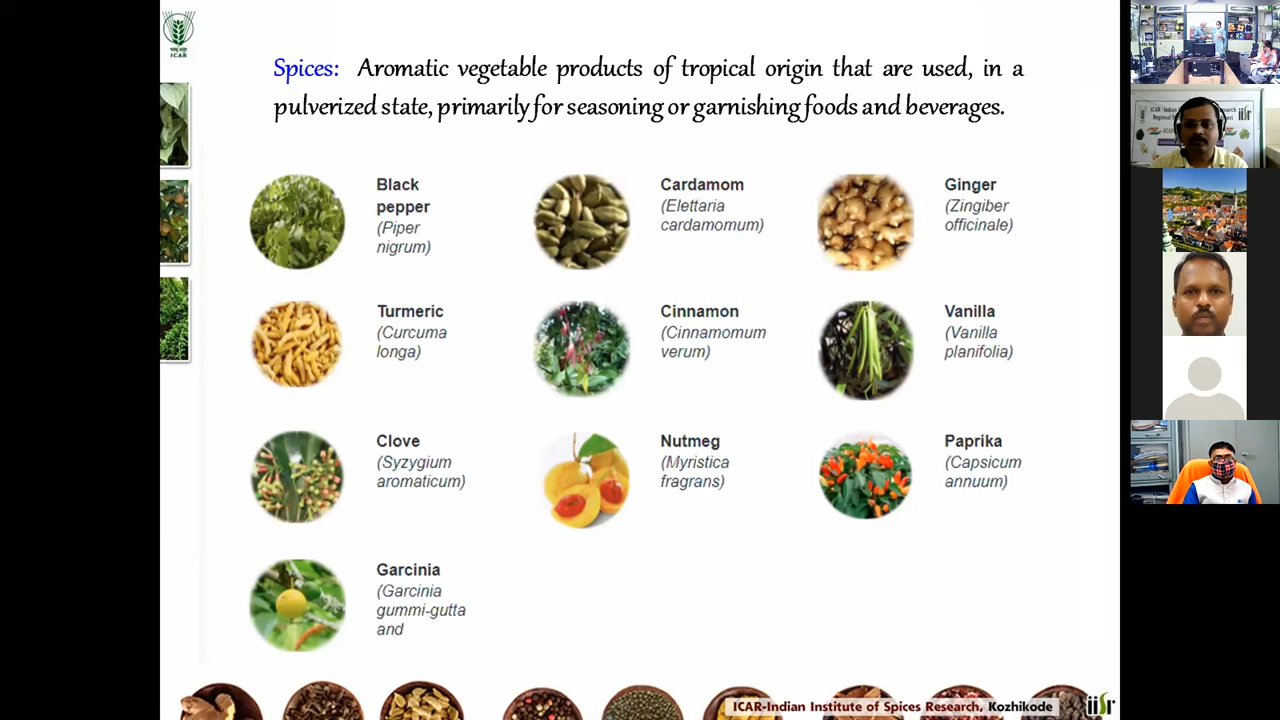 ICAR
Spices: Aromatic vegetable products of tropical origin that are used, in a
pulverized state, primarily for seasoning or garnishing foods and beverages.
Black
pepper
(Piper
nigrum)
Cardamom
(Elettaria
cardamomum)
Ginger
(Zingiber
officinale)
Turmeric
(Curcuma
longa)
Cinnamon
(Cinnamomum
verum)
Vanilla
(Vanilla
planifolia)
Clove
(Syzygium
aromaticum)
Nutmeg
(Myristica
fragrans)
Paprika
(Capsicum
annuum)
Garcinia
(Garcinia
gummi-gutta
and
ICAR-Indian Institute of Spices Research, Kozhikode
iisr